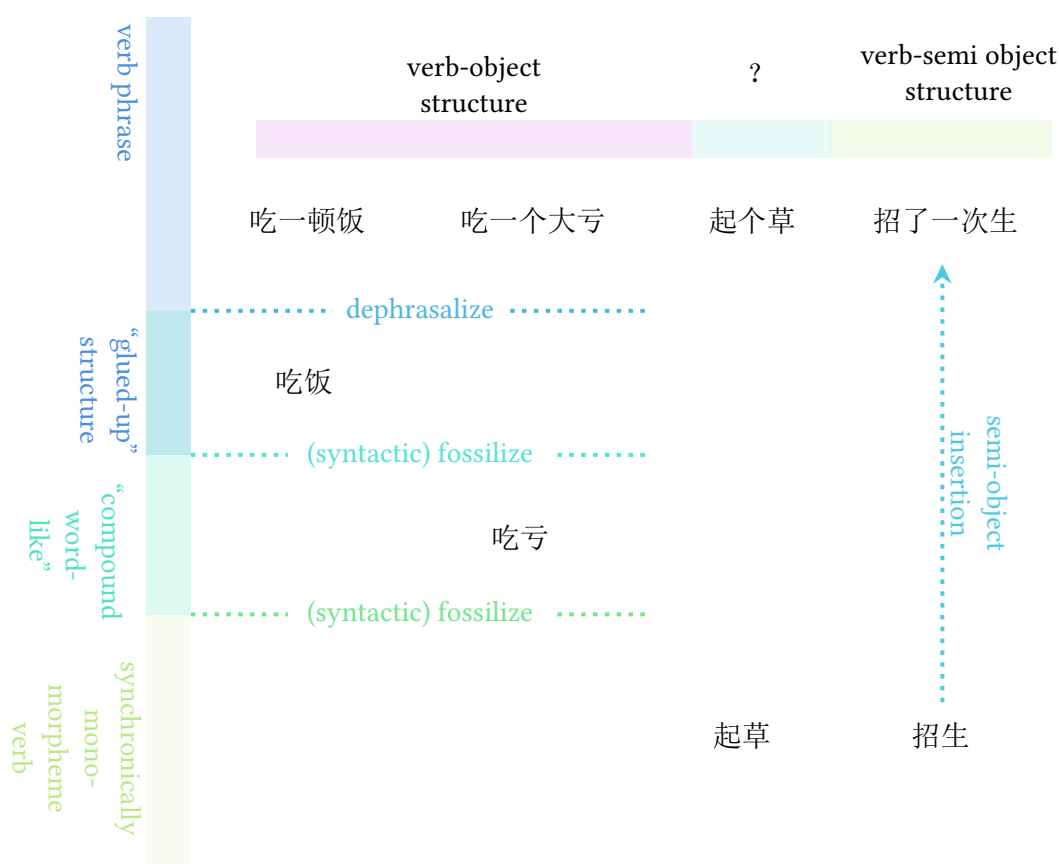 verb phrase
verb-object
structure
?
verb-semi object
structure
吃一顿饭
吃一个大亏
起个草
招了一次生
dephrasalize
“glued-up”
structure
吃饭
(syntactic) fossilize
semi-object
insertion
“compound
word-
like”
吃亏
(syntactic) fossilize
synchronically
mono-
morpheme
verb
起草
招生